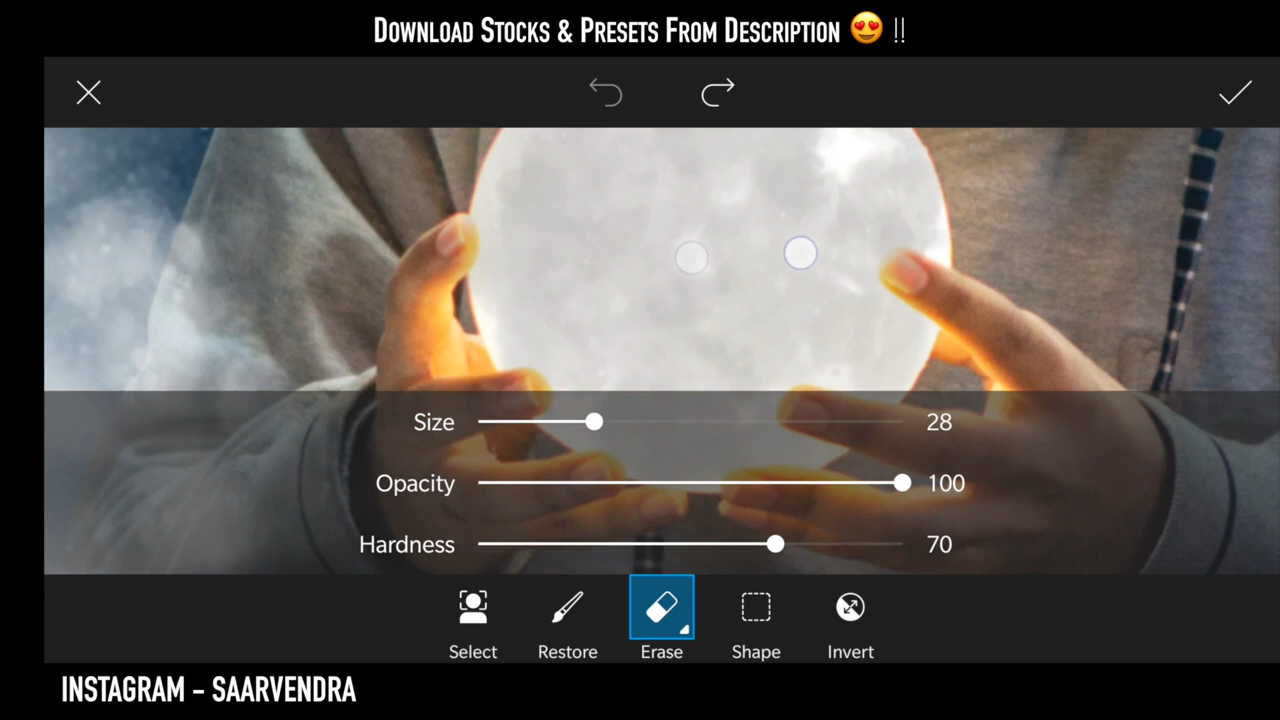 DOWNLOAD STOCKS & PRESETS FROM DESCRIPTION 😍 !!
Size 28
Opacity 100
Hardness 70
Select Restore Erase Shape Invert
INSTAGRAM - SAARVENDRA